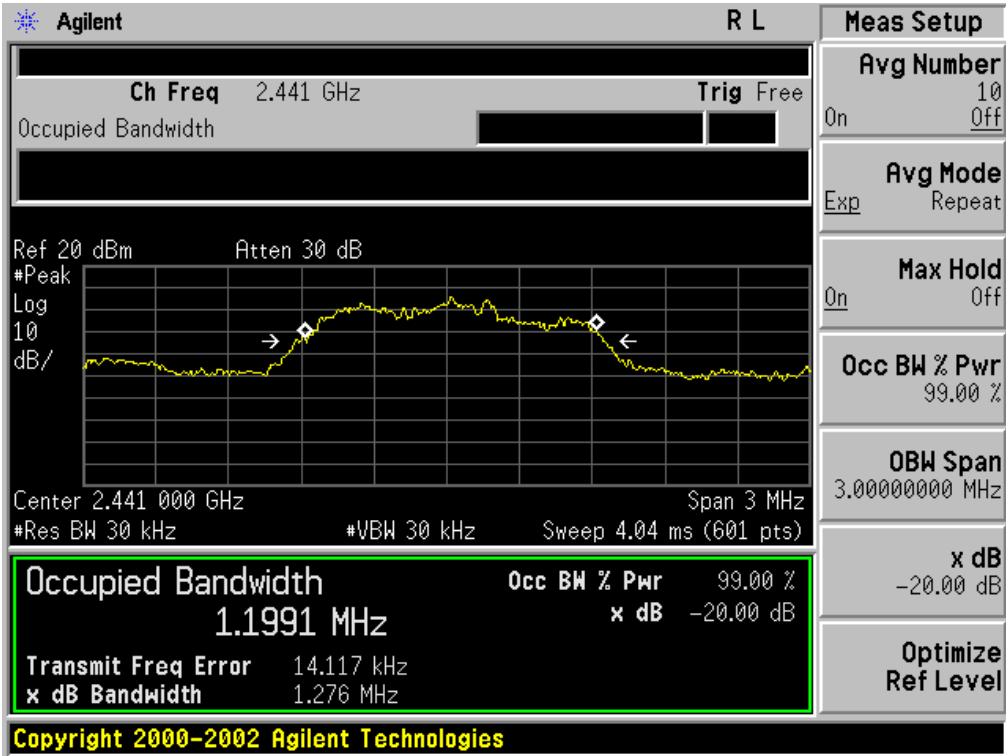 Agilent R L
Ch Freq 2.441 GHz Trig Free
Occupied Bandwidth
Ref 20 dBm Atten 30 dB
#Peak
Log
10
dB/
Center 2.441 000 GHz Span 3 MHz
#Res BW 30 kHz #VBW 30 kHz Sweep 4.04 ms (601 pts)
Occupied Bandwidth Occ BW % Pwr 99.00 %
1.1991 MHz x dB -20.00 dB
Transmit Freq Error 14.117 kHz
x dB Bandwidth 1.276 MHz
Copyright 2000-2002 Agilent Technologies
Meas Setup
Avg Number
10
On Off
Avg Mode
Exp Repeat
Max Hold
On Off
Occ BW % Pwr
99.00 %
OBW Span
3.00000000 MHz
x dB
-20.00 dB
Optimize
Ref Level